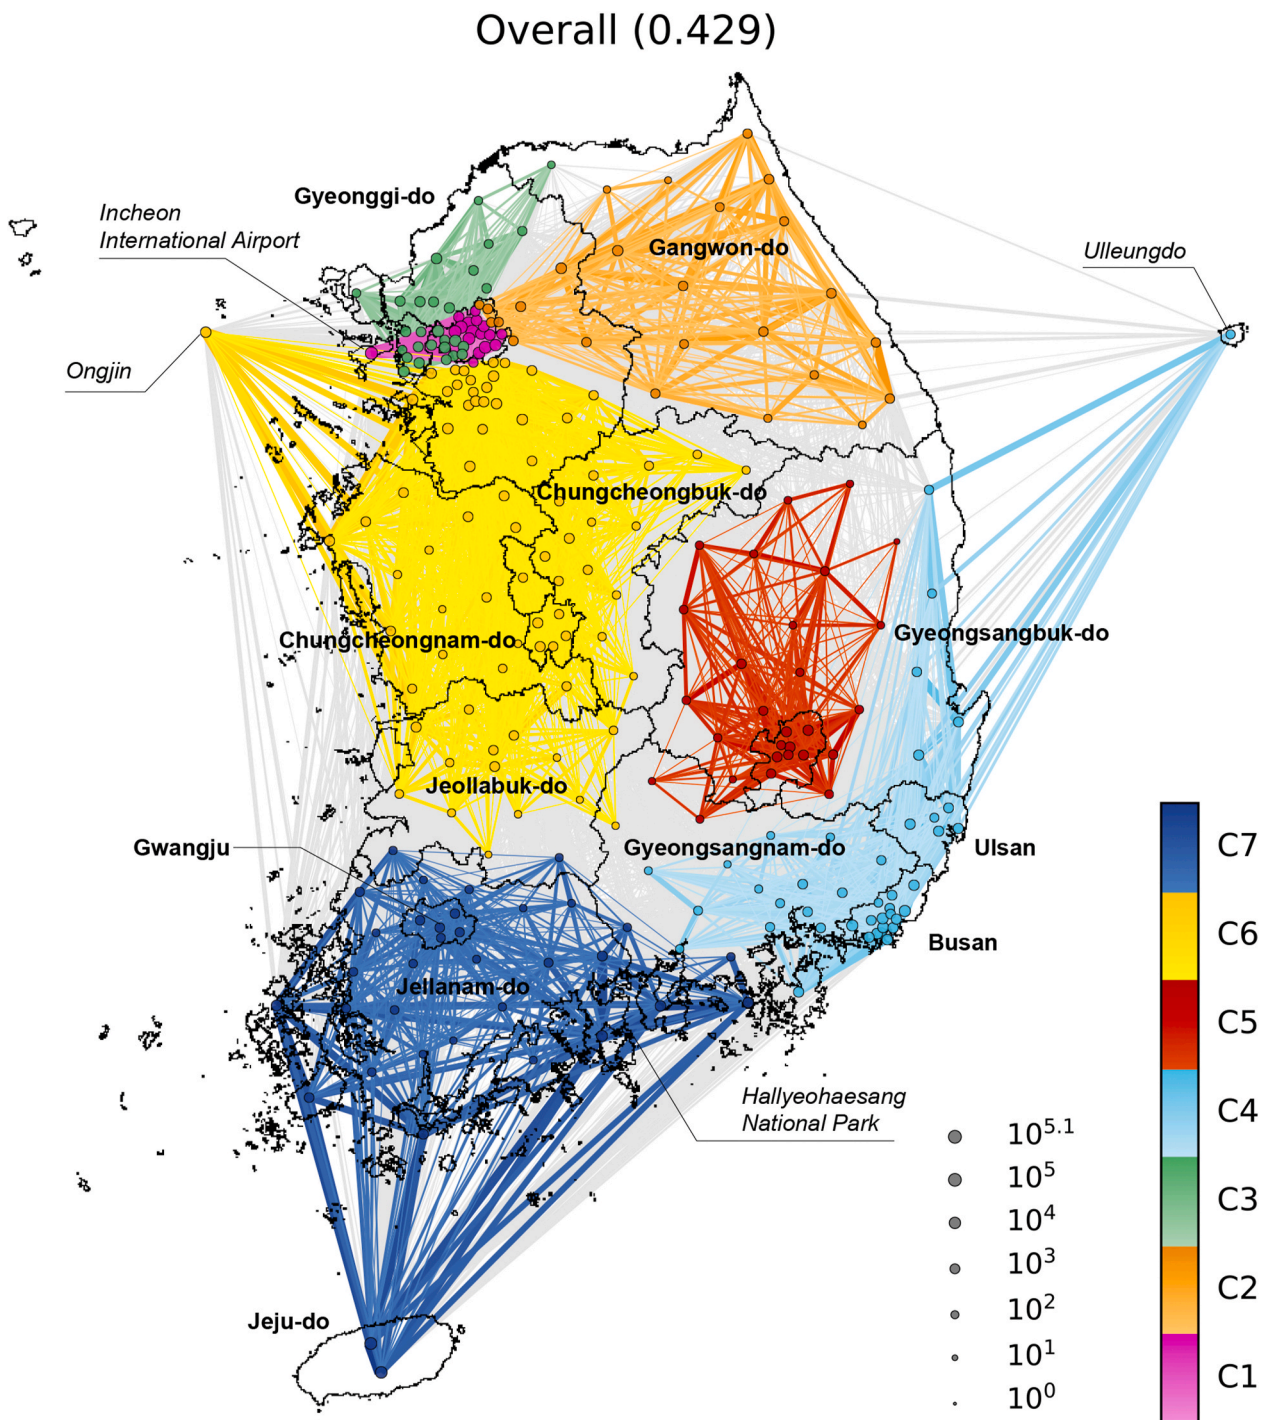 Overall (0.429)
Gyeonggi-do
Incheon
International Airport
Gangwon-do
Ulleungdo
Ongjin
Chungcheongbuk-do
Chungcheongnam-do
Gyeongsangbuk-do
Jeollabuk-do
Gwangju
Gyeongsangnam-do
Ulsan
Busan
Jellanam-do
Hallyeohaesang
National Park
Jeju-do
10^5.1
10^5
10^4
10^3
10^2
10^1
10^0
C7
C6
C5
C4
C3
C2
C1